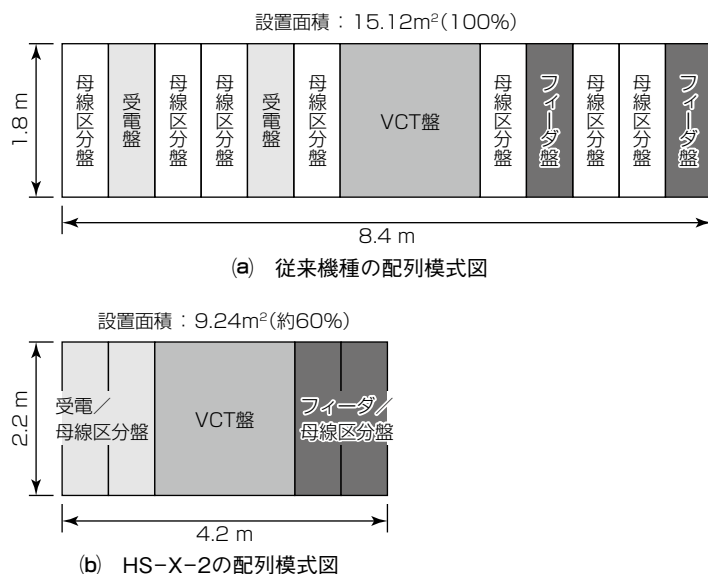 設置面積：15.12m²(100%)
1.8 m
母線区分盤
受電盤
母線区分盤
母線区分盤
受電盤
母線区分盤
VCT盤
母線区分盤
フィーダ盤
母線区分盤
母線区分盤
フィーダ盤
8.4 m
(a) 従来機種の配列模式図
設置面積：9.24m²(約60%)
2.2 m
受電／
母線区分盤
VCT盤
フィーダ／
母線区分盤
4.2 m
(b) HS-X-2の配列模式図